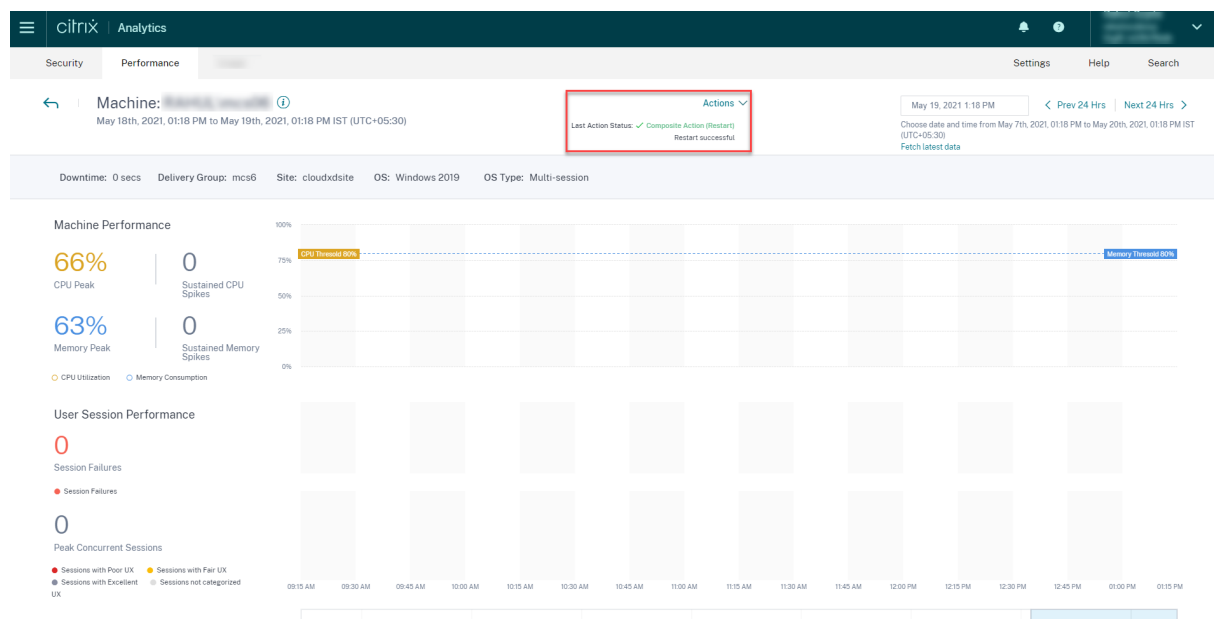 citrix Analytics
Security Performance Settings Help Search
Machine:
May 18th, 2021, 01:18 PM to May 19th, 2021, 01:18 PM IST (UTC+05:30)
Actions
Last Action Status: ✓ Composite Action (Restart)
Restart successful
May 19, 2021 1:18 PM
Prev 24 Hrs Next 24 Hrs
Choose date and time from May 7th, 2021, 01:18 PM to May 20th, 2021, 01:18 PM IST
(UTC+05:30)
Fetch latest data
Downtime: 0 secs Delivery Group: mcs6 Site: cloudxdsite OS: Windows 2019 OS Type: Multi-session
Machine Performance
66%
CPU Peak
0
Sustained CPU
Spikes
63%
Memory Peak
0
Sustained Memory
Spikes
CPU Utilization Memory Consumption
100%
75%
50%
25%
0%
CPU Thresold 80%
Memory Thresold 80%
User Session Performance
0
Session Failures
Session Failures
0
Peak Concurrent Sessions
Sessions with Poor UX Sessions with Fair UX
Sessions with Excellent Sessions not categorized
UX
09:15 AM 09:30 AM 09:45 AM 10:00 AM 10:15 AM 10:30 AM 10:45 AM 11:00 AM 11:15 AM 11:30 AM 11:45 AM 12:00 PM 12:15 PM 12:30 PM 12:45 PM 01:00 PM 01:15 PM